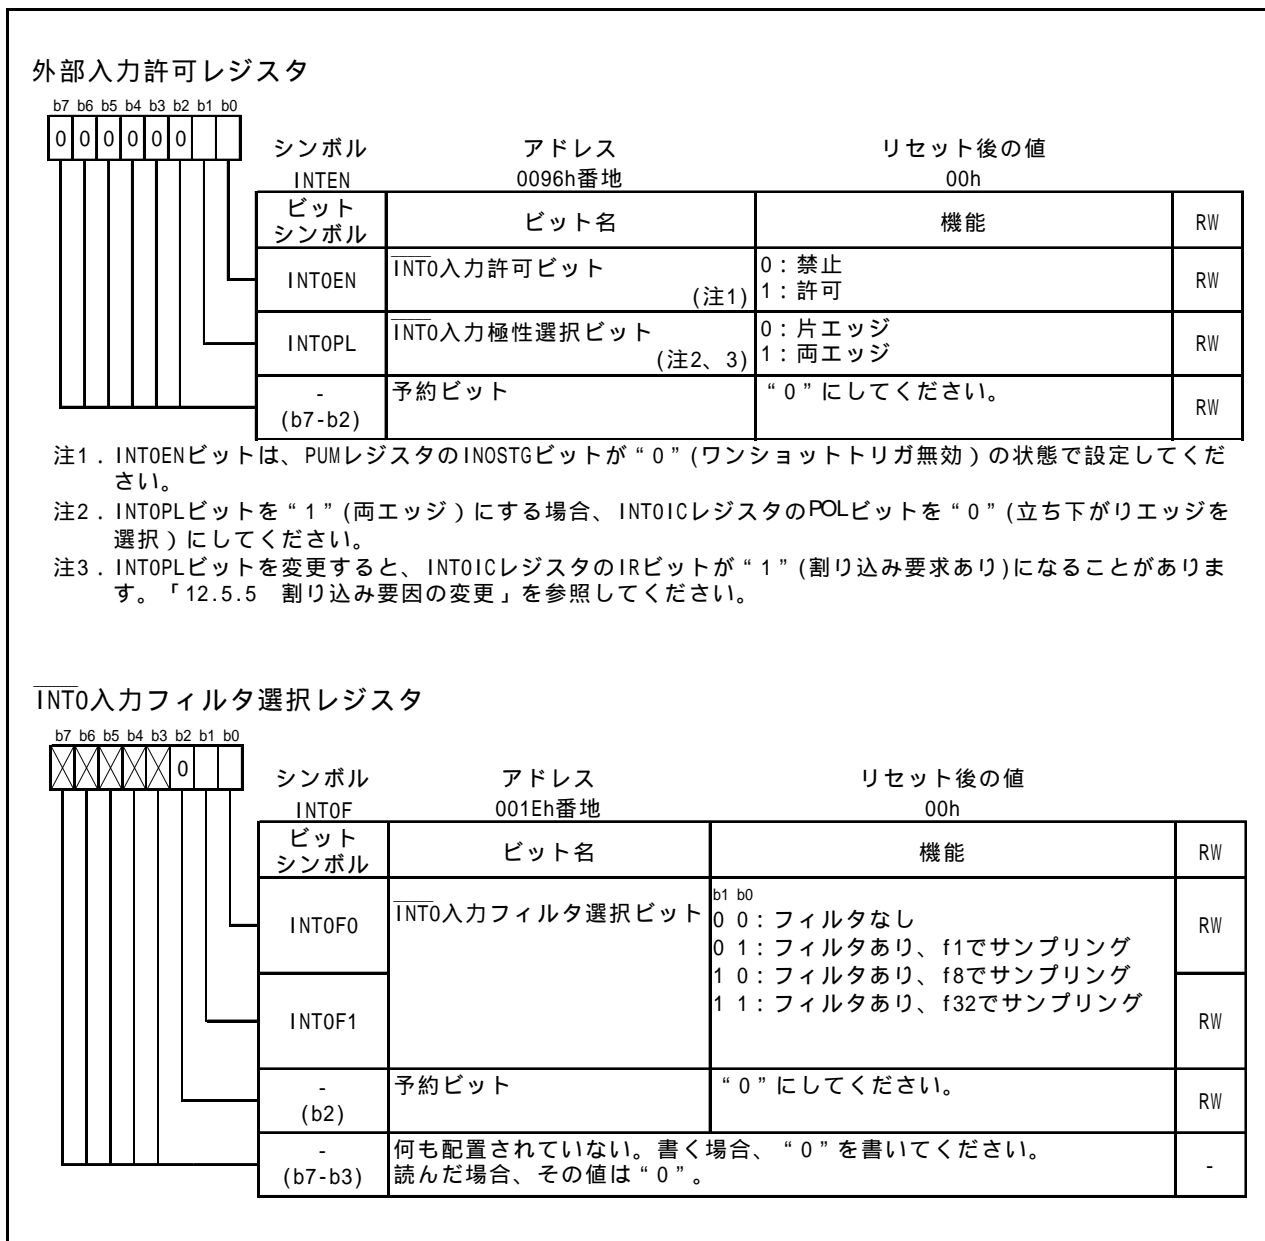 外部入力許可レジスタ
b7 b6 b5 b4 b3 b2 b1 b0
0 0 0 0 0 0
シンボル アドレス リセット後の値
INTEN 0096h番地 00h
ビット
シンボル ビット名 機能 RW
INT0EN INT0入力許可ビット
(注1) 0：禁止
1：許可 RW
INT0PL INT0入力極性選択ビット
(注2、3) 0：片エッジ
1：両エッジ RW
-
(b7-b2) 予約ビット “0”にしてください。 RW
注1．INT0ENビットは、PUMレジスタのINOSTGビットが“0”(ワンショットトリガ無効）の状態で設定してくだ
さい。
注2．INT0PLビットを“1”(両エッジ）にする場合、INT0ICレジスタのPOLビットを“0”(立ち下がりエッジを
選択）にしてください。
注3．INT0PLビットを変更すると、INT0ICレジスタのIRビットが“1”(割り込み要求あり)になることがありま
す。「12.5.5　割り込み要因の変更」を参照してください。
INT0入力フィルタ選択レジスタ
b7 b6 b5 b4 b3 b2 b1 b0
0
シンボル アドレス リセット後の値
INT0F 001Eh番地 00h
ビット
シンボル ビット名 機能 RW
INT0F0 INT0入力フィルタ選択ビット b1 b0
0 0：フィルタなし
0 1：フィルタあり、f1でサンプリング
1 0：フィルタあり、f8でサンプリング
1 1：フィルタあり、f32でサンプリング RW
INT0F1 RW
-
(b2) 予約ビット “0”にしてください。 RW
-
(b7-b3) 何も配置されていない。書く場合、“0”を書いてください。
読んだ場合、その値は“0”。 -